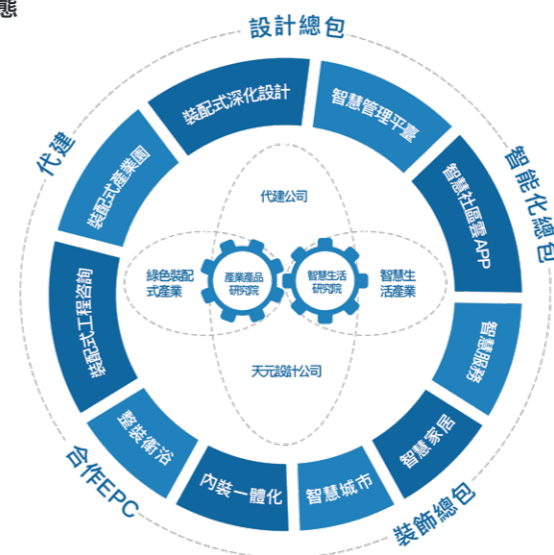 態
設計總包
代建
智能化總包
裝配式深化設計
智慧管理平臺
裝配式產業園
智慧社區雲APP
代建公司
綠色裝配
式產業
產業產品
研究院
智慧生活
研究院
智慧生
活產業
裝配式工程咨詢
智慧服務
天元設計公司
整裝衛浴
智慧家居
內裝一體化
智慧城市
合作EPC
裝飾總包